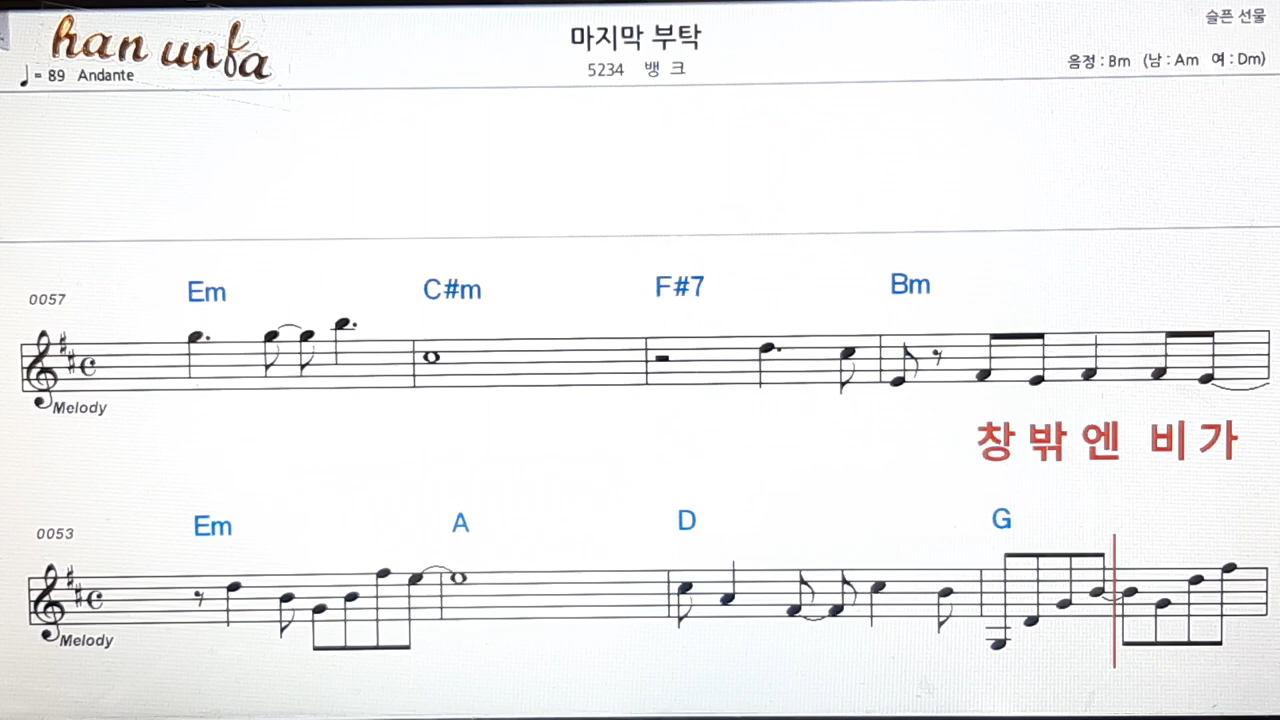 han unfa
♩= 89 Andante
마지막 부탁
5234 뱅 크
슬픈 선물
음정 : Bm (남 : Am 여 : Dm)
0057
Em C#m F#7 Bm
Melody
창 밖 엔 비 가
0053
Em A D G
Melody